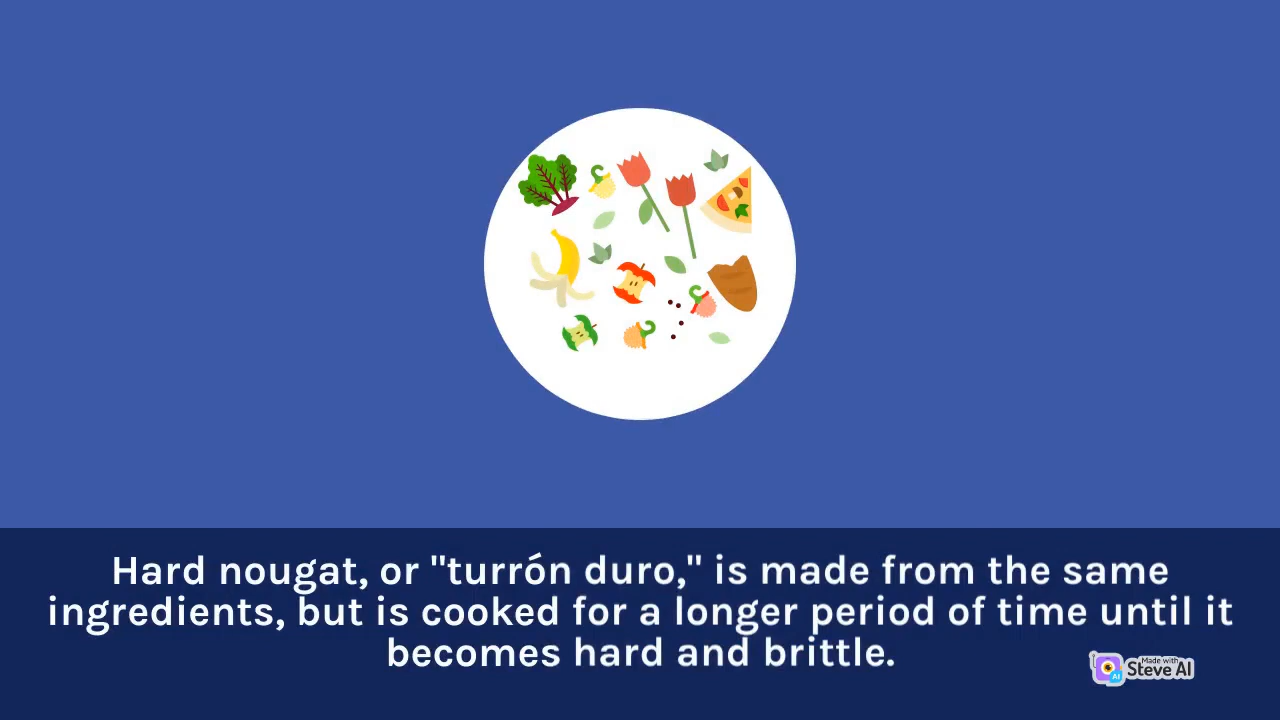 Hard nougat, or "turrón duro," is made from the same
ingredients, but is cooked for a longer period of time until it
becomes hard and brittle.
Made with
Steve AI
AI